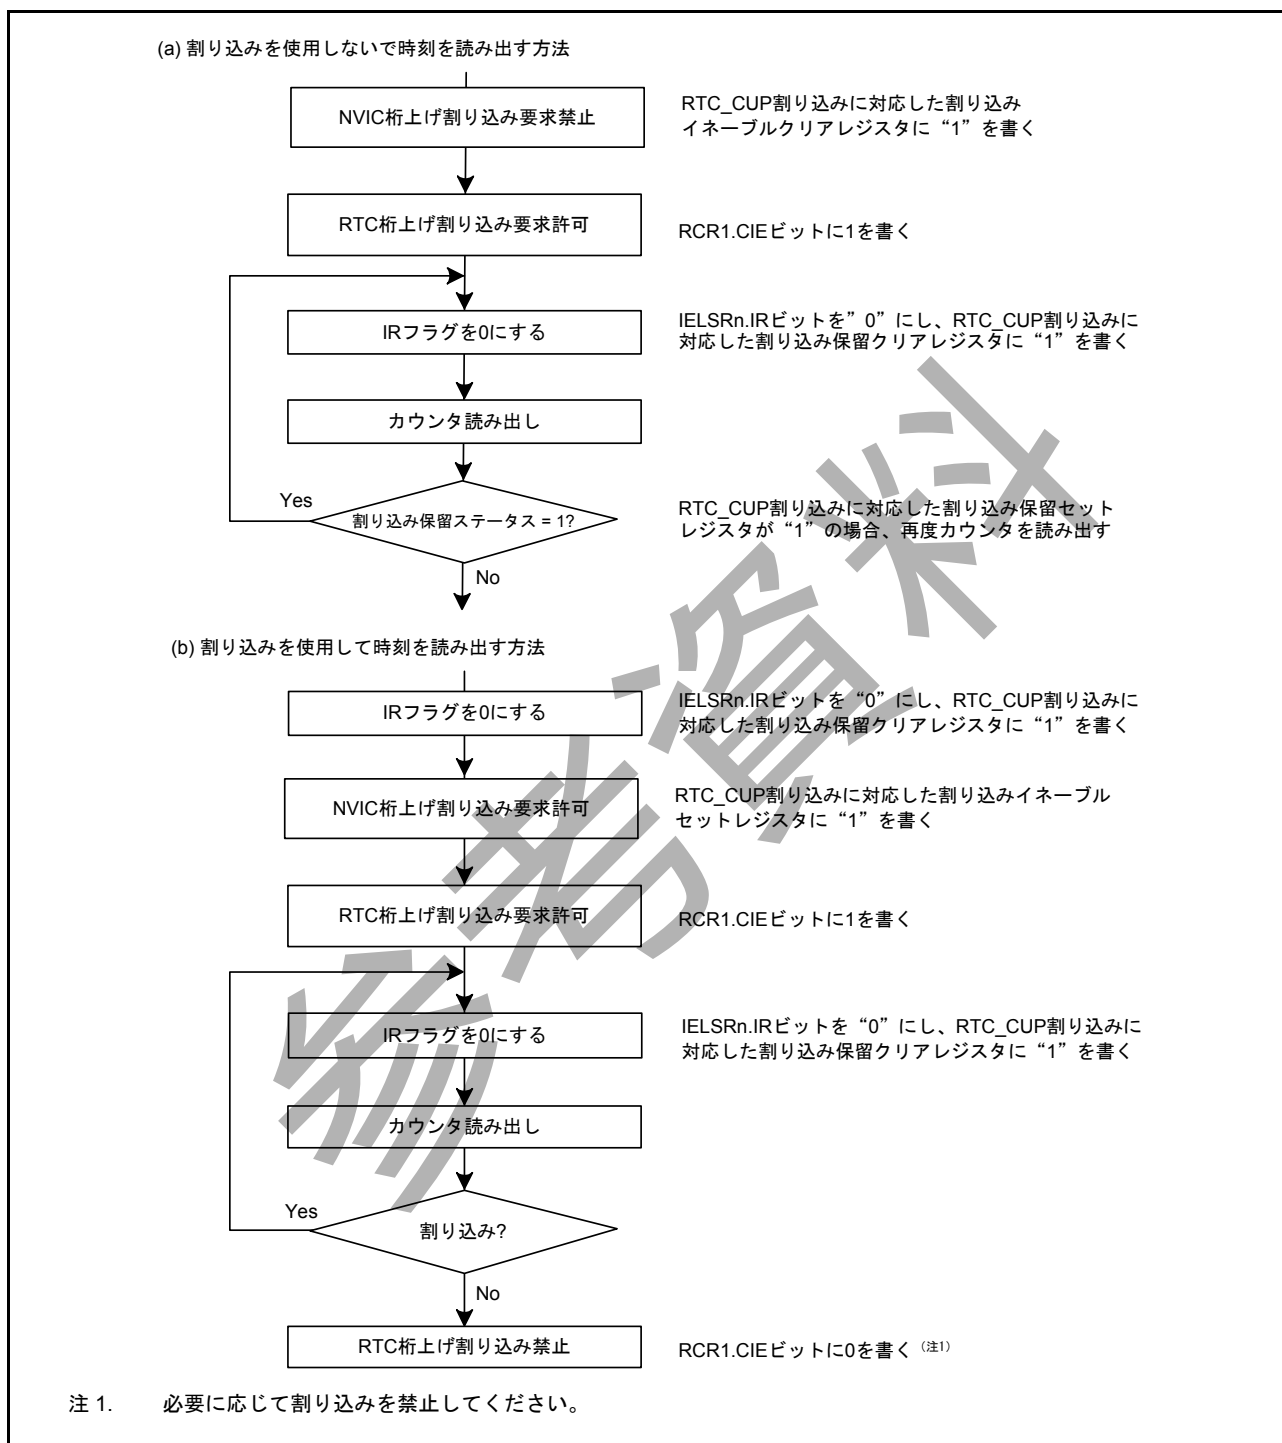 (a) 割り込みを使用しないで時刻を読み出す方法
NVIC桁上げ割り込み要求禁止
RTC_CUP割り込みに対応した割り込み
イネーブルクリアレジスタに“1”を書く
RTC桁上げ割り込み要求許可
RCR1.CIEビットに1を書く
IRフラグを0にする
IELSRn.IRビットを”0”にし、RTC_CUP割り込みに
対応した割り込み保留クリアレジスタに“1”を書く
カウンタ読み出し
Yes
割り込み保留ステータス = 1?
RTC_CUP割り込みに対応した割り込み保留セット
レジスタが“1”の場合、再度カウンタを読み出す
No
(b) 割り込みを使用して時刻を読み出す方法
IRフラグを0にする
IELSRn.IRビットを“0”にし、RTC_CUP割り込みに
対応した割り込み保留クリアレジスタに“1”を書く
NVIC桁上げ割り込み要求許可
RTC_CUP割り込みに対応した割り込みイネーブル
セットレジスタに“1”を書く
RTC桁上げ割り込み要求許可
RCR1.CIEビットに1を書く
IRフラグを0にする
IELSRn.IRビットを“0”にし、RTC_CUP割り込みに
対応した割り込み保留クリアレジスタに“1”を書く
カウンタ読み出し
Yes
割り込み?
No
RTC桁上げ割り込み禁止
RCR1.CIEビットに0を書く (注1)
注 1. 必要に応じて割り込みを禁止してください。
参考資料